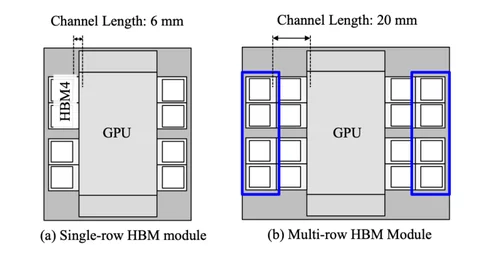 Channel Length: 6 mm
Channel Length: 20 mm
HBM4
GPU
GPU
(a) Single-row HBM module
(b) Multi-row HBM Module